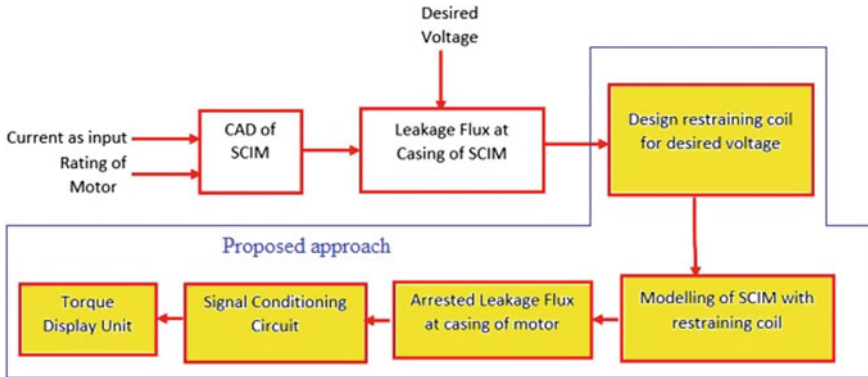 Desired
Voltage
Current as input
Rating of
Motor
CAD of
SCIM
Leakage Flux at
Casing of SCIM
Design restraining coil
for desired voltage
Proposed approach
Torque
Display Unit
Signal Conditioning
Circuit
Arrested Leakage Flux
at casing of motor
Modelling of SCIM with
restraining coil